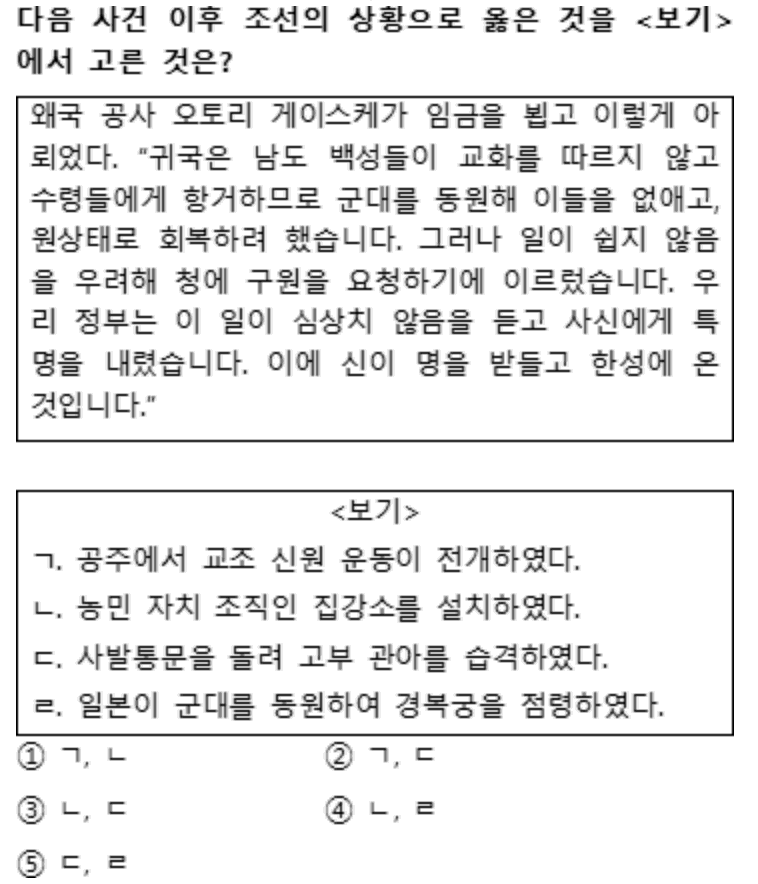 다음 사건 이후 조선의 상황으로 옳은 것을 <보기>
에서 고른 것은?
왜국 공사 오토리 게이스케가 임금을 뵙고 이렇게 아
뢰었다. "귀국은 남도 백성들이 교화를 따르지 않고
수령들에게 항거하므로 군대를 동원해 이들을 없애고,
원상태로 회복하려 했습니다. 그러나 일이 쉽지 않음
을 우려해 청에 구원을 요청하기에 이르렀습니다. 우
리 정부는 이 일이 심상치 않음을 듣고 사신에게 특
명을 내렸습니다. 이에 신이 명을 받들고 한성에 온
것입니다."
<보기>
ㄱ. 공주에서 교조 신원 운동이 전개하였다.
ㄴ. 농민 자치 조직인 집강소를 설치하였다.
ㄷ. 사발통문을 돌려 고부 관아를 습격하였다.
ㄹ. 일본이 군대를 동원하여 경복궁을 점령하였다.
① ㄱ, ㄴ ② ㄱ, ㄷ
③ ㄴ, ㄷ ④ ㄴ, ㄹ
⑤ ㄷ, ㄹ